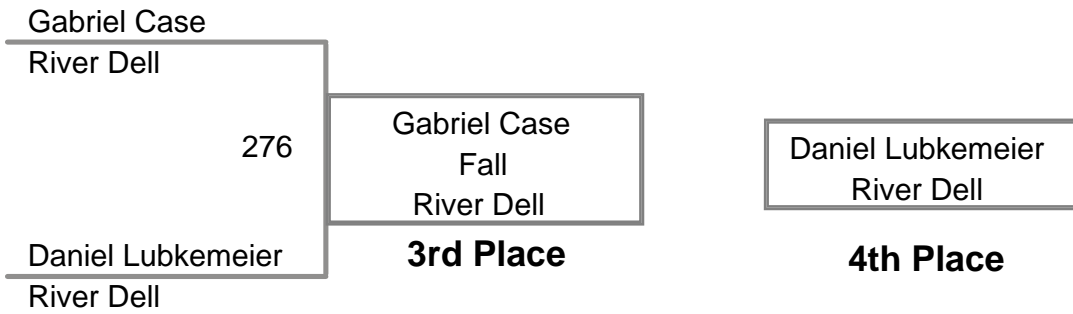 Gabriel Case
River Dell
276
Daniel Lubkemeier
River Dell
Gabriel Case
Fall
River Dell
3rd Place
Daniel Lubkemeier
River Dell
4th Place